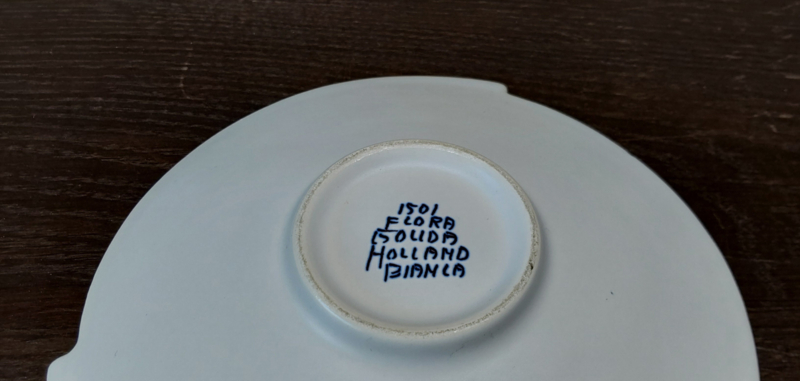 1501
FLORA
GOUDA
HOLLAND
BIANCA